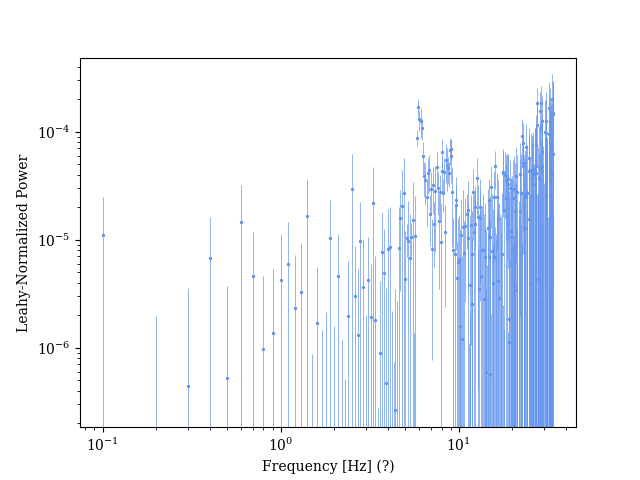 10⁻⁴
10⁻⁵
10⁻⁶
Leahy-Normalized Power
10⁻¹ 10⁰ 10¹
Frequency [Hz] (?)